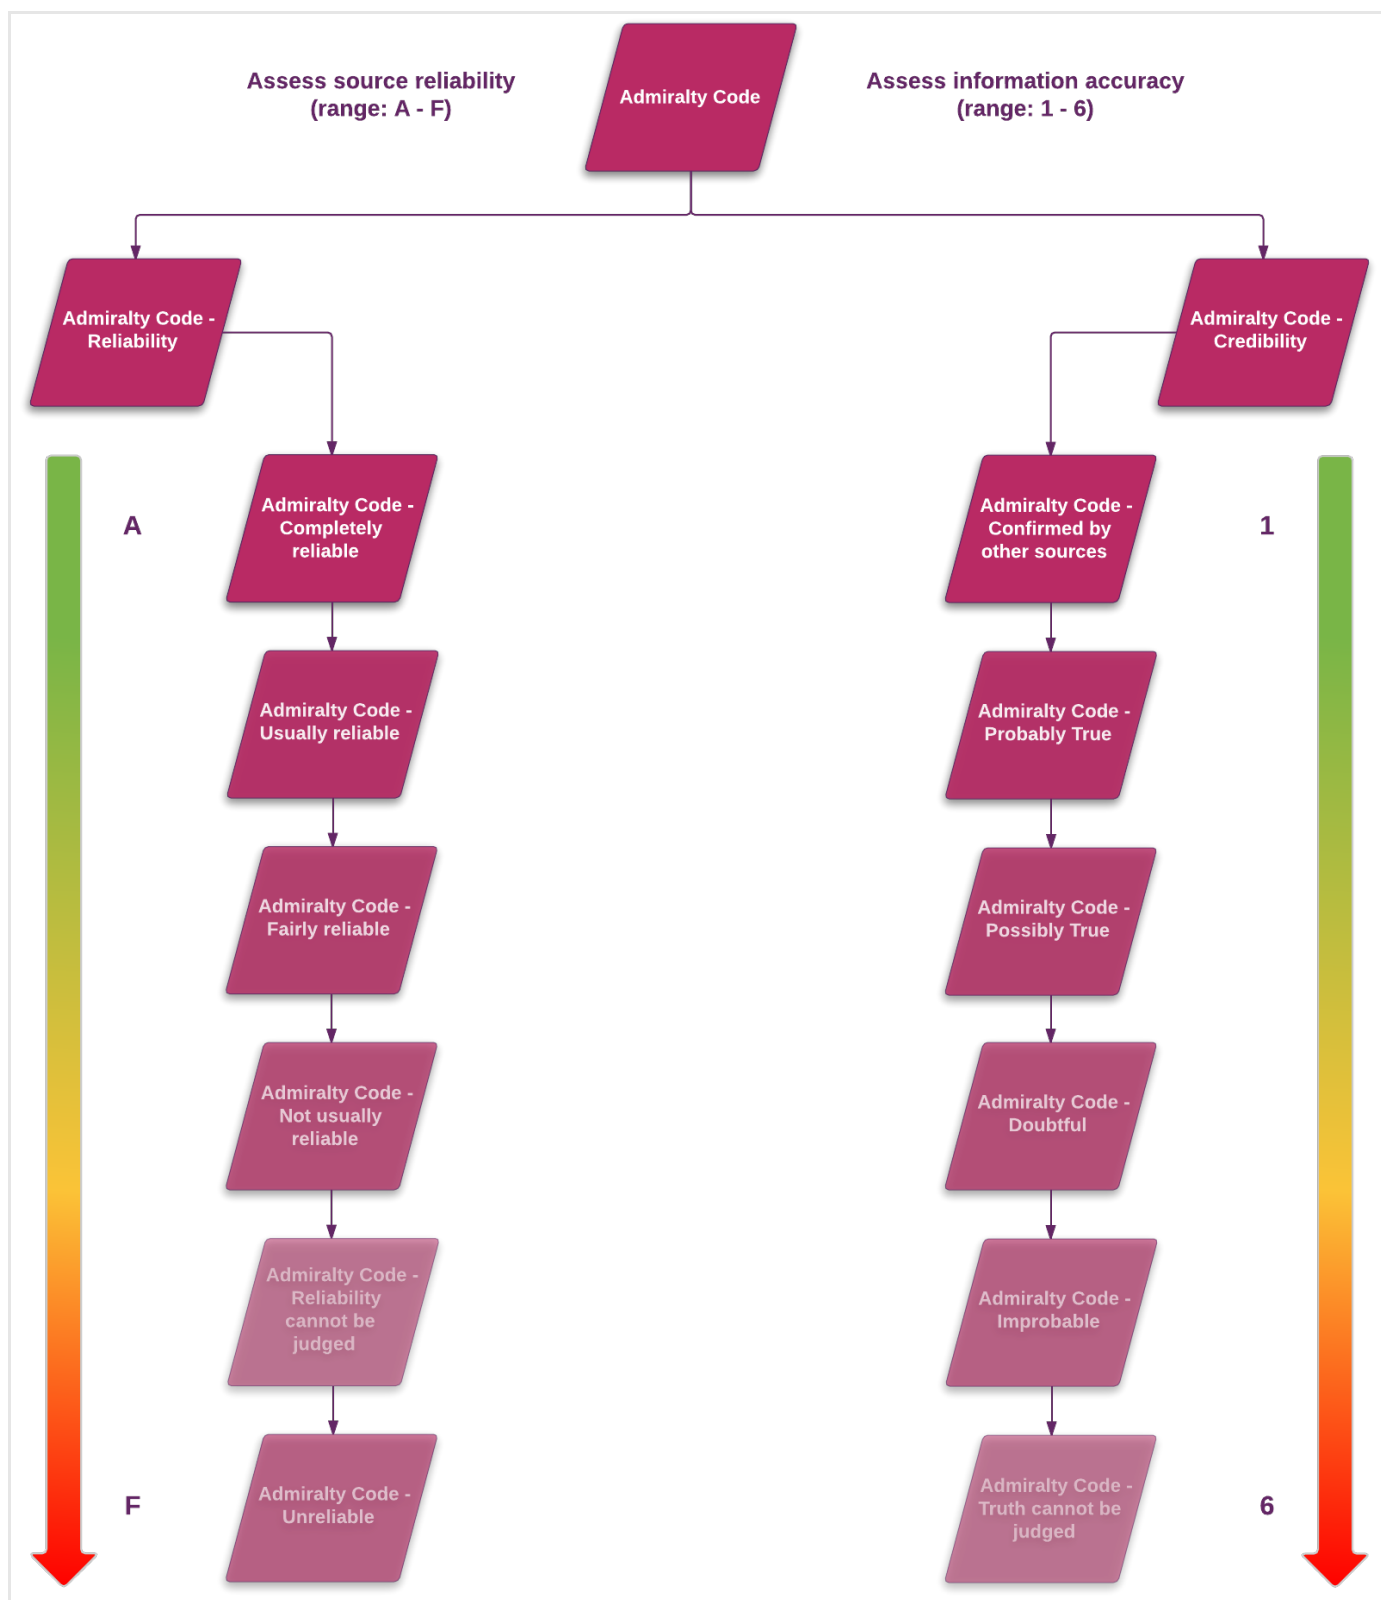 Assess source reliability
(range: A - F)
Admiralty Code
Assess information accuracy
(range: 1 - 6)
Admiralty Code -
Reliability
Admiralty Code -
Credibility
A
Admiralty Code -
Completely
reliable
Admiralty Code -
Confirmed by
other sources
1
Admiralty Code -
Usually reliable
Admiralty Code -
Probably True
Admiralty Code -
Fairly reliable
Admiralty Code -
Possibly True
Admiralty Code -
Not usually
reliable
Admiralty Code -
Doubtful
Admiralty Code -
Reliability
cannot be
judged
Admiralty Code -
Improbable
F
Admiralty Code -
Unreliable
Admiralty Code -
Truth cannot be
judged
6